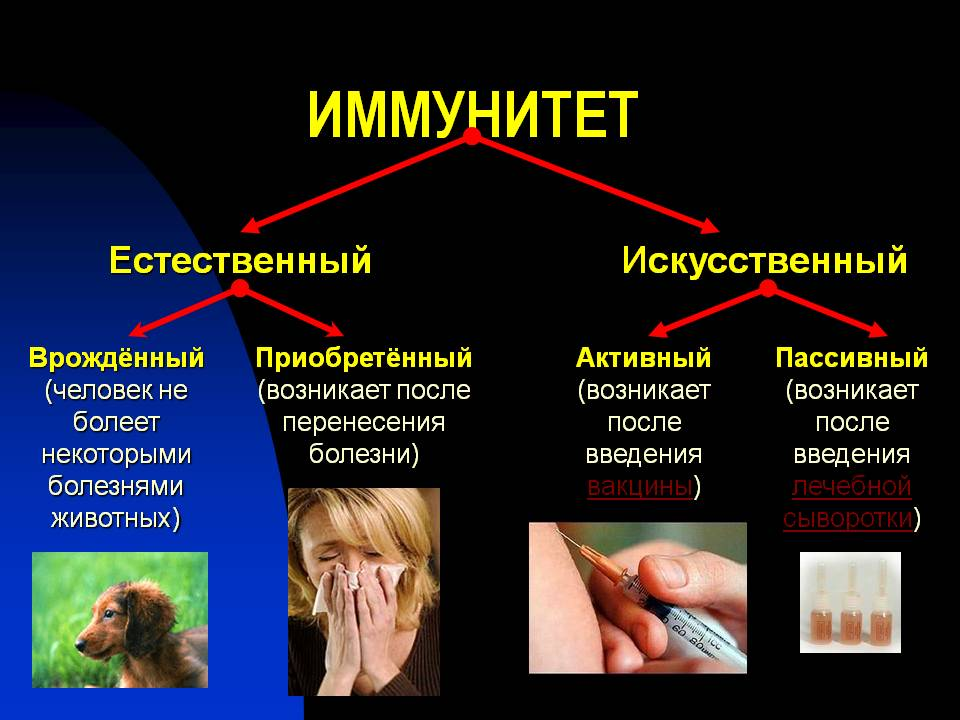 ИММУНИТЕТ
Естественный
Искусственный
Врождённый
(человек не
болеет
некоторыми
болезнями
животных)
Приобретённый
(возникает после
перенесения
болезни)
Активный
(возникает
после
введения
вакцины)
Пассивный
(возникает
после
введения
лечебной
сыворотки)